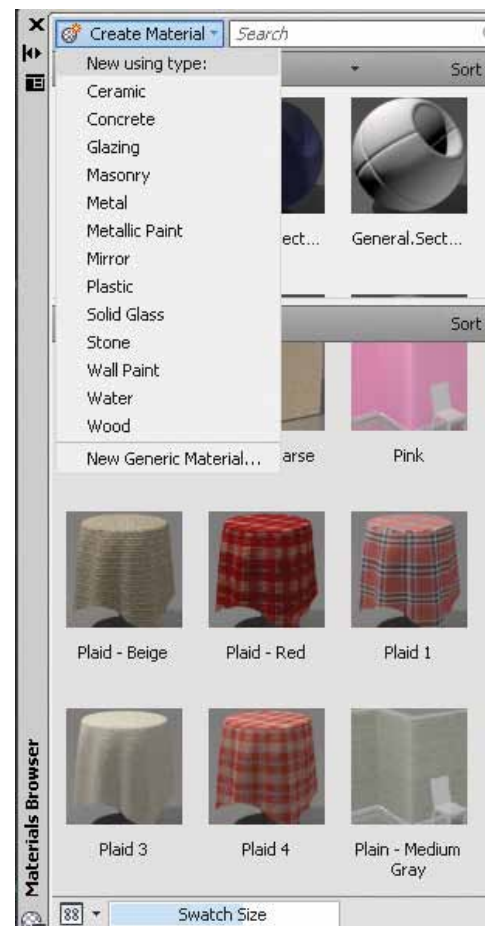 Create Material
Search
New using type:
Sort
Ceramic
Concrete
Glazing
Masonry
Metal
Metallic Paint
Mirror
Plastic
Solid Glass
Stone
Wall Paint
Water
Wood
New Generic Material...
ect...
General.Sect...
Sort
arse
Pink
Plaid - Beige
Plaid - Red
Plaid 1
Plaid 3
Plaid 4
Plain - Medium
Gray
Materials Browser
Swatch Size